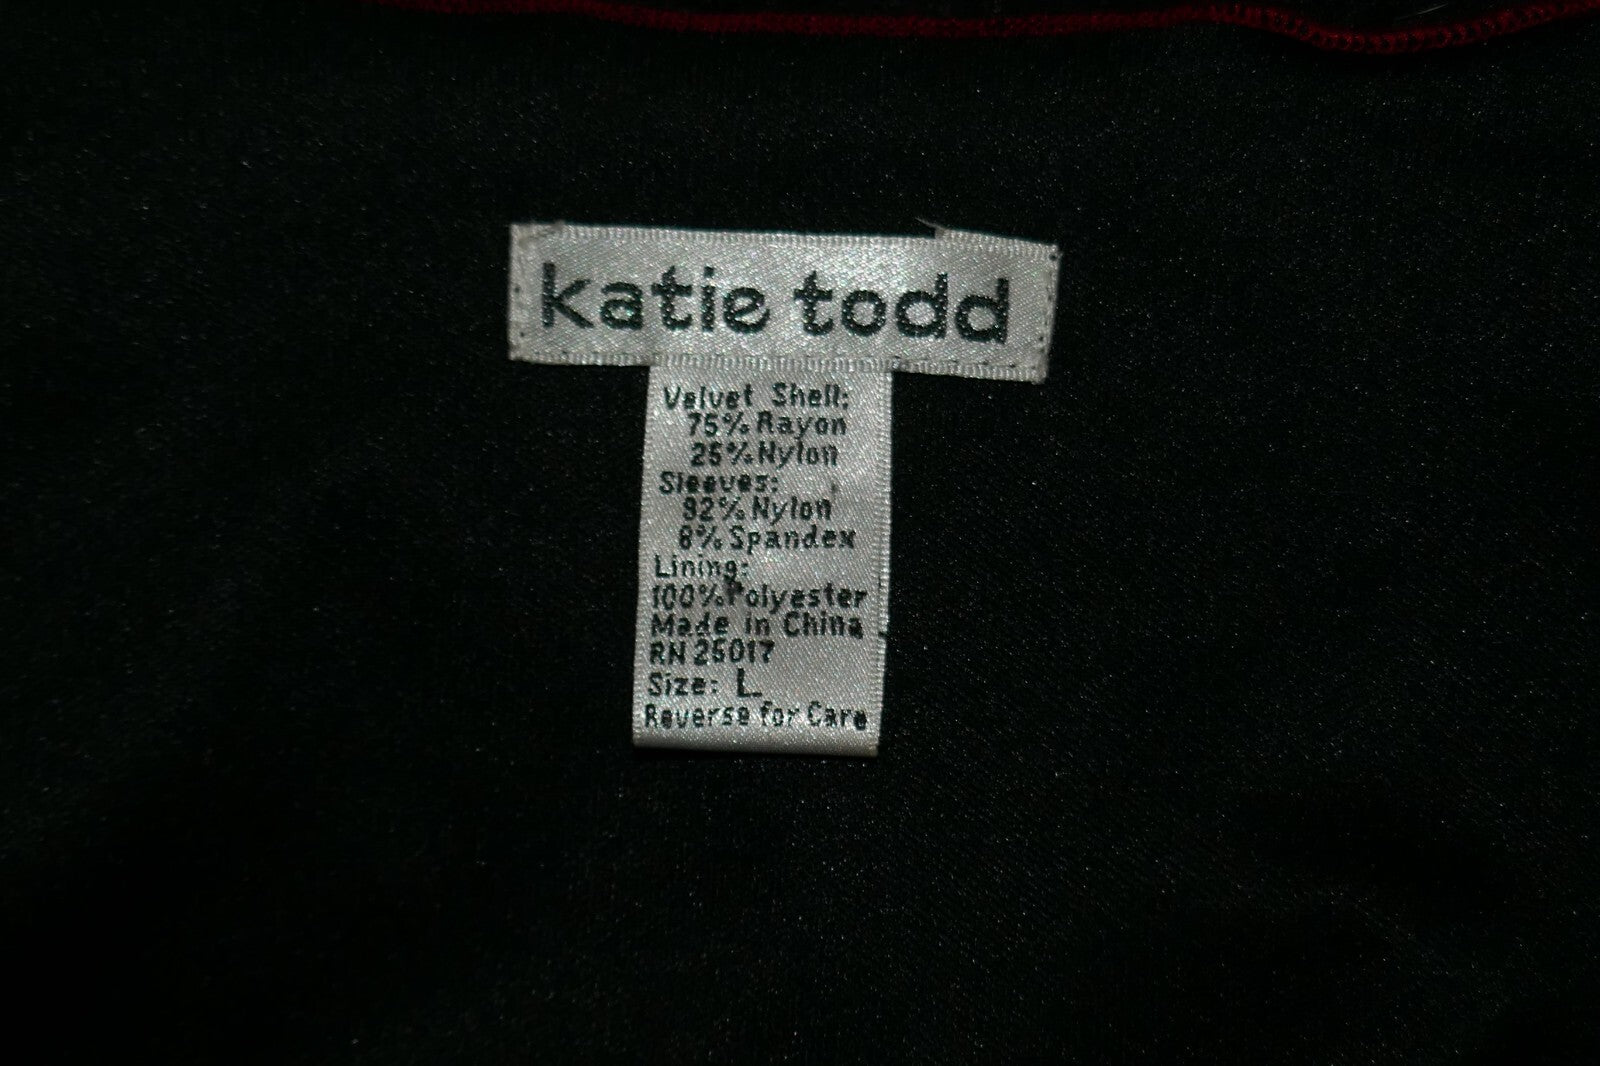 katie todd
Velvet Shell:
75% Rayon
25% Nylon
Sleeves:
92% Nylon
8% Spandex
Lining:
100% Polyester
Made in China
RN 25017
Size: L
Reverse for Care